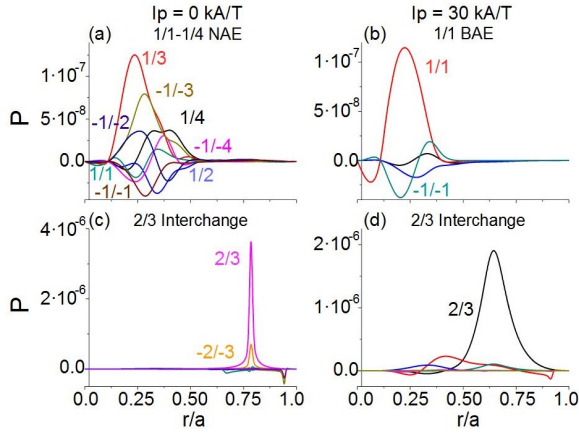 Ip = 0 kA/T
Ip = 30 kA/T
(a) 1/1-1/4 NAE
(b) 1/1 BAE
1/3
-1/-3
-1/-2
1/4
-1/-4
1/1
1/2
-1/-1
1/1
-1/-1
1×10⁻⁷
5×10⁻⁸
0.0
P
1×10⁻⁷
5×10⁻⁸
0.0
(c) 2/3 Interchange
(d) 2/3 Interchange
2/3
-2/-3
2/3
4×10⁻⁶
2×10⁻⁶
0.0
P
2×10⁻⁶
1×10⁻⁶
0.0
0.0 0.25 0.50 0.75 1.0
0.0 0.25 0.50 0.75 1.0
r/a
r/a